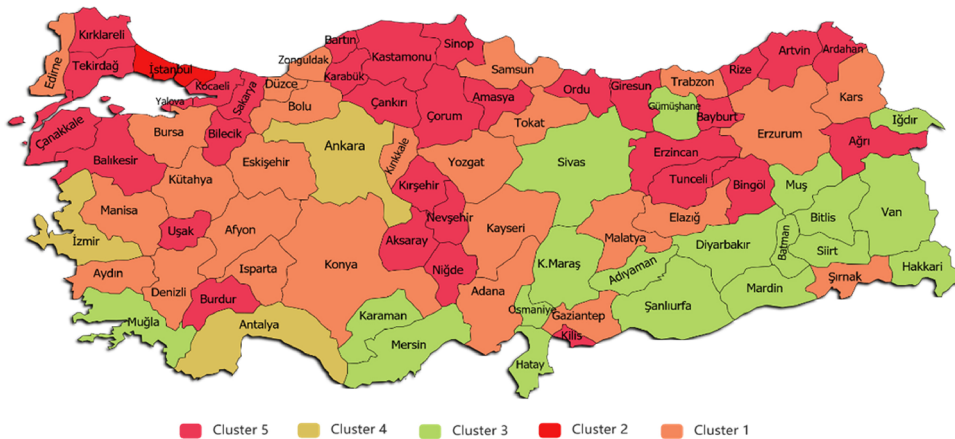 Kırklareli
Edirne
Tekirdağ
İstanbul
Kocaeli
Yalova
Sakarya
Düzce
Zonguldak
Bolu
Bartın
Karabük
Kastamonu
Sinop
Çankırı
Çorum
Samsun
Amasya
Tokat
Ordu
Giresun
Trabzon
Gümüşhane
Bayburt
Rize
Artvin
Ardahan
Kars
Iğdır
Erzurum
Ağrı
Çanakkale
Balıkesir
Bursa
Bilecik
Eskişehir
Kütahya
Ankara
Kırıkkale
Yozgat
Sivas
Erzincan
Tunceli
Bingöl
Muş
Bitlis
Van
Manisa
İzmir
Uşak
Afyon
Kırşehir
Nevşehir
Aksaray
Kayseri
Malatya
Elazığ
Diyarbakır
Batman
Siirt
Hakkari
Şırnak
Aydın
Denizli
Isparta
Burdur
Konya
Niğde
Adana
K.Maraş
Adıyaman
Şanlıurfa
Mardin
Muğla
Antalya
Karaman
Mersin
Osmaniye
Gaziantep
Kilis
Hatay
Cluster 5 Cluster 4 Cluster 3 Cluster 2 Cluster 1